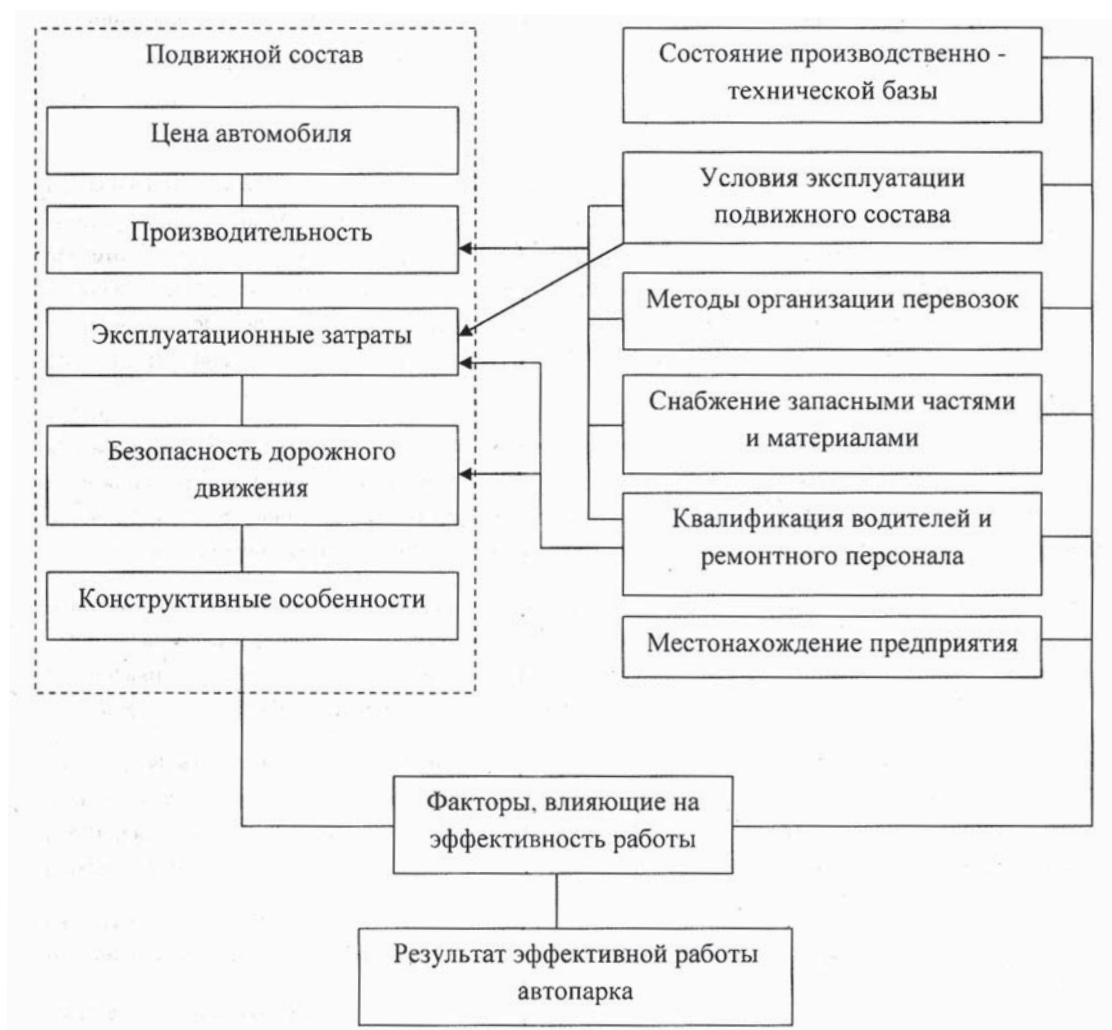 Подвижной состав
Цена автомобиля
Производительность
Эксплуатационные затраты
Безопасность дорожного
движения
Конструктивные особенности
Состояние производственно -
технической базы
Условия эксплуатации
подвижного состава
Методы организации перевозок
Снабжение запасными частями
и материалами
Квалификация водителей и
ремонтного персонала
Местонахождение предприятия
Факторы, влияющие на
эффективность работы
Результат эффективной работы
автопарка